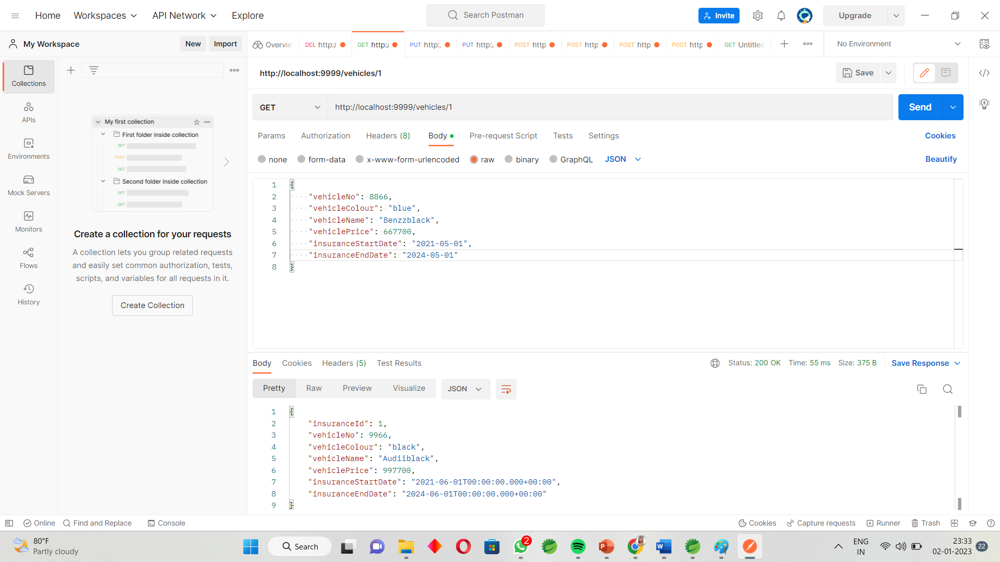 Home
Workspaces
API Network
Explore
Search Postman
Invite
Upgrade
My Workspace
New
Import
Overvie
DEL http:/
GET http:/
PUT http:/
PUT http:/
POST http
POST http
POST http
POST http
GET Untitled
No Environment
Collections
APIs
Environments
Mock Servers
Monitors
Flows
History
My first collection
First folder inside collection
GET
POST
GET
Second folder inside collection
GET
GET
Create a collection for your requests
A collection lets you group related requests
and easily set common authorization, tests,
scripts, and variables for all requests in it.
Create Collection
http://localhost:9999/vehicles/1
Save
GET
http://localhost:9999/vehicles/1
Send
Params
Authorization
Headers (8)
Body
Pre-request Script
Tests
Settings
Cookies
none
form-data
x-www-form-urlencoded
raw
binary
GraphQL
JSON
Beautify
1 {
2 "vehicleNo": 8866,
3 "vehicleColour": "blue",
4 "vehicleName": "Benzzblack",
5 "vehiclePrice": 667700,
6 "insuranceStartDate": "2021-05-01",
7 "insuranceEndDate": "2024-05-01"
8 }
Body
Cookies
Headers (5)
Test Results
Status: 200 OK
Time: 55 ms
Size: 375 B
Save Response
Pretty
Raw
Preview
Visualize
JSON
1 {
2 "insuranceId": 1,
3 "vehicleNo": 9966,
4 "vehicleColour": "black",
5 "vehicleName": "Audiiblack",
6 "vehiclePrice": 997700,
7 "insuranceStartDate": "2021-06-01T00:00:00.000+00:00",
8 "insuranceEndDate": "2024-06-01T00:00:00.000+00:00"
9 }
Online
Find and Replace
Console
Cookies
Capture requests
Runner
Trash
80°F
Partly cloudy
Search
2
P
W
ENG
IN
23:33
02-01-2023
22